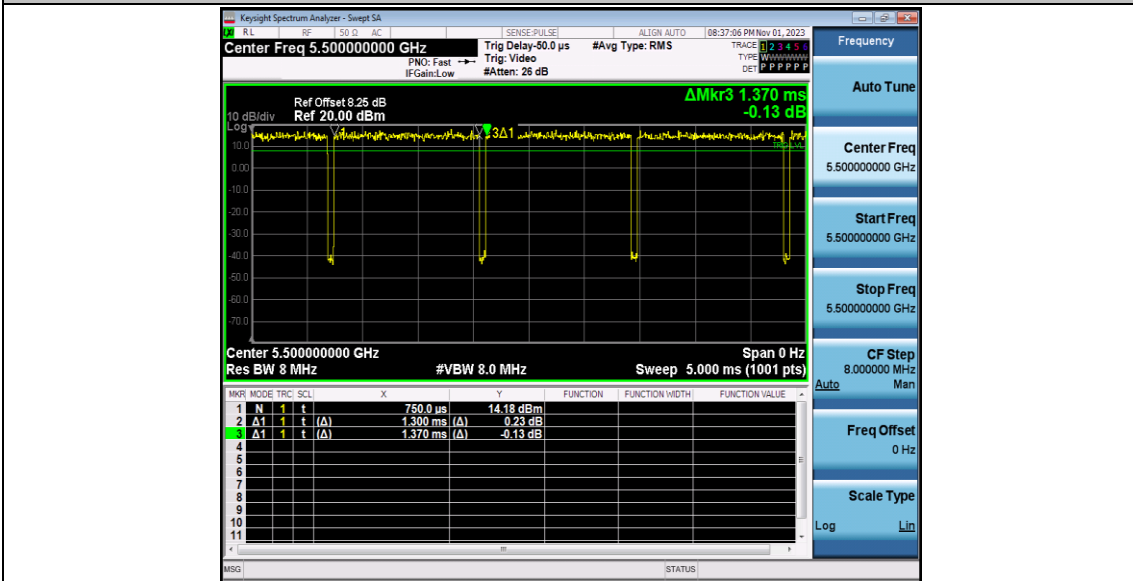 Keysight Spectrum Analyzer - Swept SA
RL RF 50 Ω AC SENSE:PULSE ALIGN AUTO 08:37:06 PM Nov 01, 2023
Center Freq 5.500000000 GHz Trig Delay-50.0 µs #Avg Type: RMS TRACE 1 2 3 4 5 6
PNO: Fast Trig: Video TYPE WWWWWW
IFGain:Low #Atten: 26 dB DET P P P P P P
Frequency
ΔMkr3 1.370 ms
-0.13 dB
Ref Offset 8.25 dB
10 dB/div Ref 20.00 dBm
Log
1 3Δ1
TRIG LVL
10.0
0.00
-10.0
-20.0
-30.0
-40.0
-50.0
-60.0
-70.0
Center 5.500000000 GHz Span 0 Hz
Res BW 8 MHz #VBW 8.0 MHz Sweep 5.000 ms (1001 pts)
MKR MODE TRC SCL X Y FUNCTION FUNCTION WIDTH FUNCTION VALUE
1 N 1 t 750.0 µs 14.18 dBm
2 Δ1 1 t (Δ) 1.300 ms (Δ) 0.23 dB
3 Δ1 1 t (Δ) 1.370 ms (Δ) -0.13 dB
4
5
6
7
8
9
10
11
MSG STATUS
Auto Tune
Center Freq
5.500000000 GHz
Start Freq
5.500000000 GHz
Stop Freq
5.500000000 GHz
CF Step
8.000000 MHz
Auto Man
Freq Offset
0 Hz
Scale Type
Log Lin